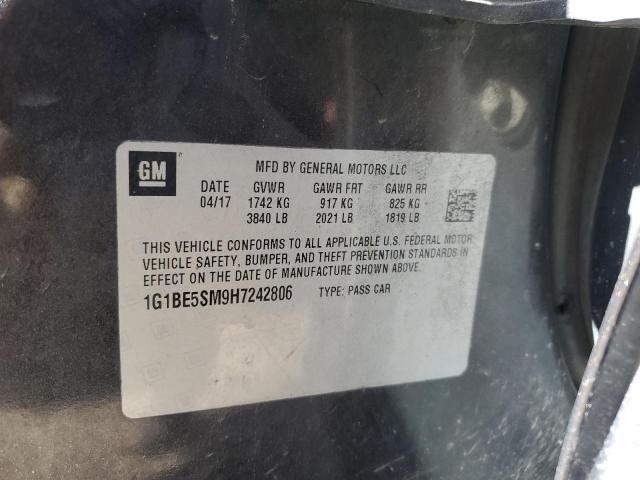 GM
MFD BY GENERAL MOTORS LLC
DATE GVWR GAWR FRT GAWR RR
04/17 1742 KG 917 KG 825 KG
3840 LB 2021 LB 1819 LB
THIS VEHICLE CONFORMS TO ALL APPLICABLE U.S. FEDERAL MOTOR
VEHICLE SAFETY, BUMPER, AND THEFT PREVENTION STANDARDS IN
EFFECT ON THE DATE OF MANUFACTURE SHOWN ABOVE.
1G1BE5SM9H7242806 TYPE: PASS CAR